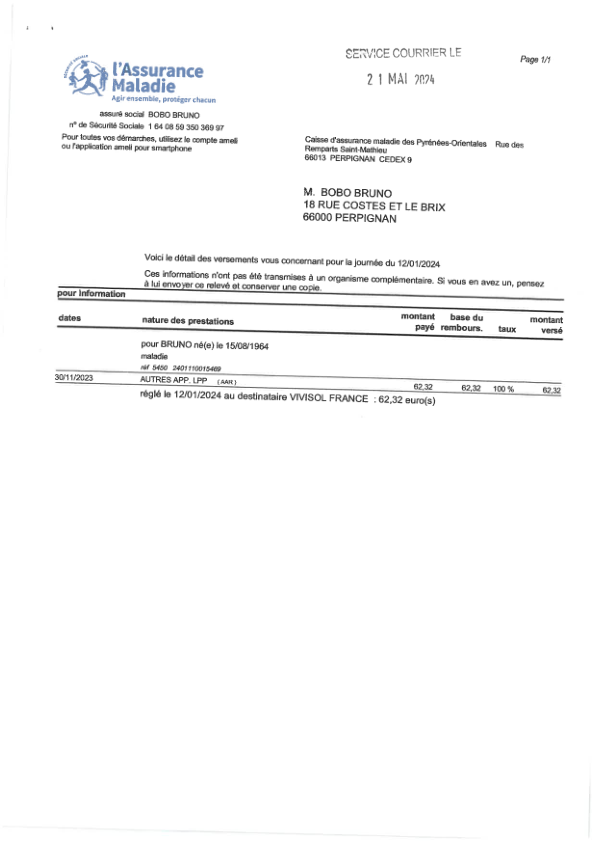 SERVICE COURRIER LE
21 MAI 2024
Page 1/1
l'Assurance
Maladie
Agir ensemble, protéger chacun
assuré social BOBO BRUNO
n° de Sécurité Sociale 1 64 08 59 350 369 97
Pour toutes vos démarches, utilisez le compte ameli
ou l'application ameli pour smartphone
Caisse d'assurance maladie des Pyrénées-Orientales Rue des
Remparts Saint-Mathieu
66013 PERPIGNAN CEDEX 9
M. BOBO BRUNO
18 RUE COSTES ET LE BRIX
66000 PERPIGNAN
Voici le détail des versements vous concernant pour la journée du 12/01/2024
Ces informations n'ont pas été transmises à un organisme complémentaire. Si vous en avez un, pensez
à lui envoyer ce relevé et conserver une copie.
pour information
dates nature des prestations montant payé base du rembours. taux montant versé
pour BRUNO né(e) le 15/08/1964
maladie
réf 5450 2401110015469
30/11/2023 AUTRES APP. LPP (AAR) 62,32 62,32 100 % 62,32
réglé le 12/01/2024 au destinataire VIVISOL FRANCE : 62,32 euro(s)